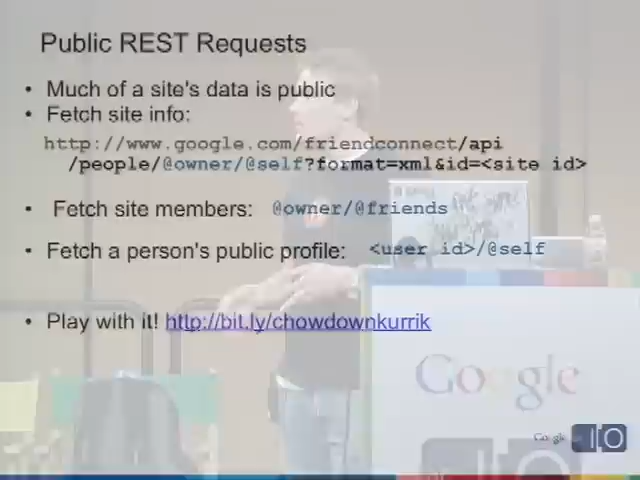 Public REST Requests
• Much of a site's data is public
• Fetch site info:
http://www.google.com/friendconnect/api
/people/@owner/@self?format=xml&id=<site id>
• Fetch site members: @owner/@friends
• Fetch a person's public profile: <user id>/@self
• Play with it! http://bit.ly/chowdownkurrik
Google
Google IO